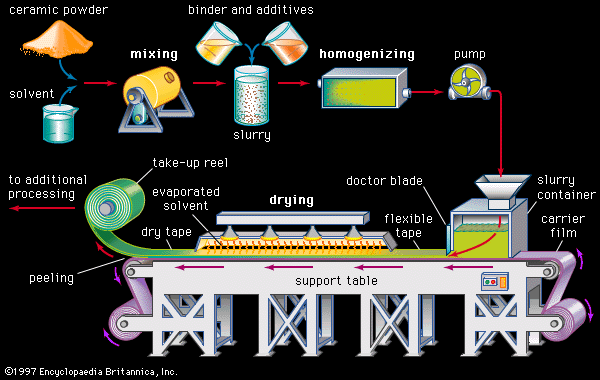 ceramic powder
binder and additives
mixing
homogenizing
pump
solvent
slurry
take-up reel
to additional
processing
evaporated
solvent
drying
doctor blade
slurry
container
dry tape
flexible
tape
carrier
film
peeling
support table
©1997 Encyclopaedia Britannica, Inc.